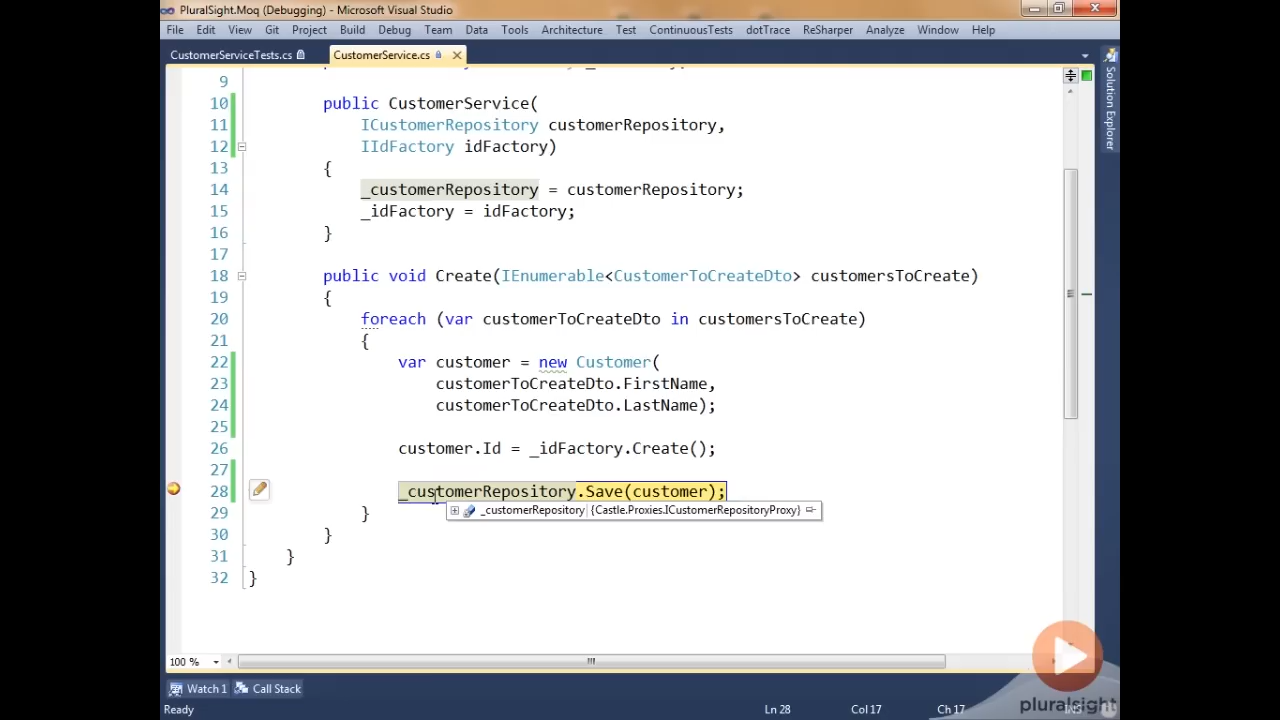 PluralSight.Moq (Debugging) - Microsoft Visual Studio
File Edit View Git Project Build Debug Team Data Tools Architecture Test ContinuousTests dotTrace ReSharper Analyze Window Help
CustomerServiceTests.cs CustomerService.cs
Solution Explorer
9
10 public CustomerService(
11 ICustomerRepository customerRepository,
12 IIdFactory idFactory)
13 {
14 _customerRepository = customerRepository;
15 _idFactory = idFactory;
16 }
17
18 public void Create(IEnumerable<CustomerToCreateDto> customersToCreate)
19 {
20 foreach (var customerToCreateDto in customersToCreate)
21 {
22 var customer = new Customer(
23 customerToCreateDto.FirstName,
24 customerToCreateDto.LastName);
25
26 customer.Id = _idFactory.Create();
27
28 _customerRepository.Save(customer);
_customerRepository {Castle.Proxies.ICustomerRepositoryProxy}
29 }
30 }
31 }
32 }
100 %
Watch 1 Call Stack
pluralsight
Ready Ln 28 Col 17 Ch 17 INS